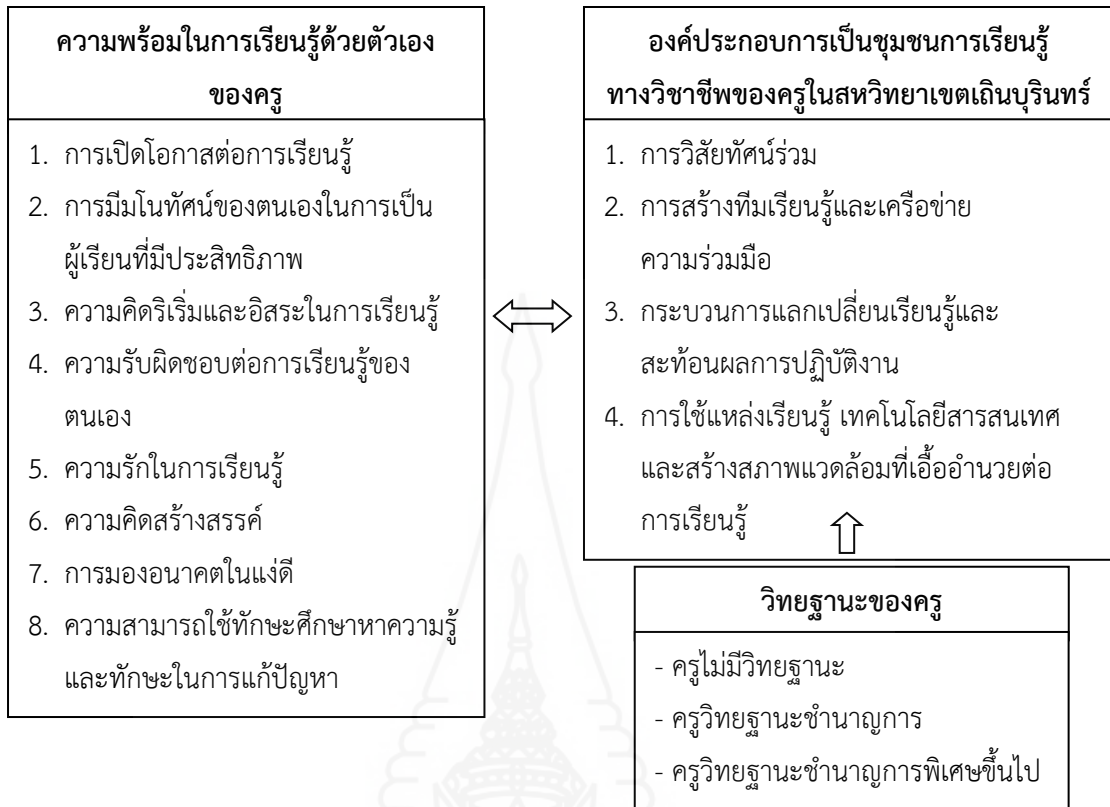 ความพร้อมในการเรียนรู้ด้วยตัวเอง
ของครู
1. การเปิดโอกาสต่อการเรียนรู้
2. การมีมโนทัศน์ของตนเองในการเป็น
ผู้เรียนที่มีประสิทธิภาพ
3. ความคิดริเริ่มและอิสระในการเรียนรู้
4. ความรับผิดชอบต่อการเรียนรู้ของ
ตนเอง
5. ความรักในการเรียนรู้
6. ความคิดสร้างสรรค์
7. การมองอนาคตในแง่ดี
8. ความสามารถใช้ทักษะศึกษาหาความรู้
และทักษะในการแก้ปัญหา
องค์ประกอบการเป็นชุมชนการเรียนรู้
ทางวิชาชีพของครูในสหวิทยาเขตเถินบุรินทร์
1. การวิสัยทัศน์ร่วม
2. การสร้างทีมเรียนรู้และเครือข่าย
ความร่วมมือ
3. กระบวนการแลกเปลี่ยนเรียนรู้และ
สะท้อนผลการปฏิบัติงาน
4. การใช้แหล่งเรียนรู้ เทคโนโลยีสารสนเทศ
และสร้างสภาพแวดล้อมที่เอื้ออำนวยต่อ
การเรียนรู้
วิทยฐานะของครู
- ครูไม่มีวิทยฐานะ
- ครูวิทยฐานะชำนาญการ
- ครูวิทยฐานะชำนาญการพิเศษขึ้นไป